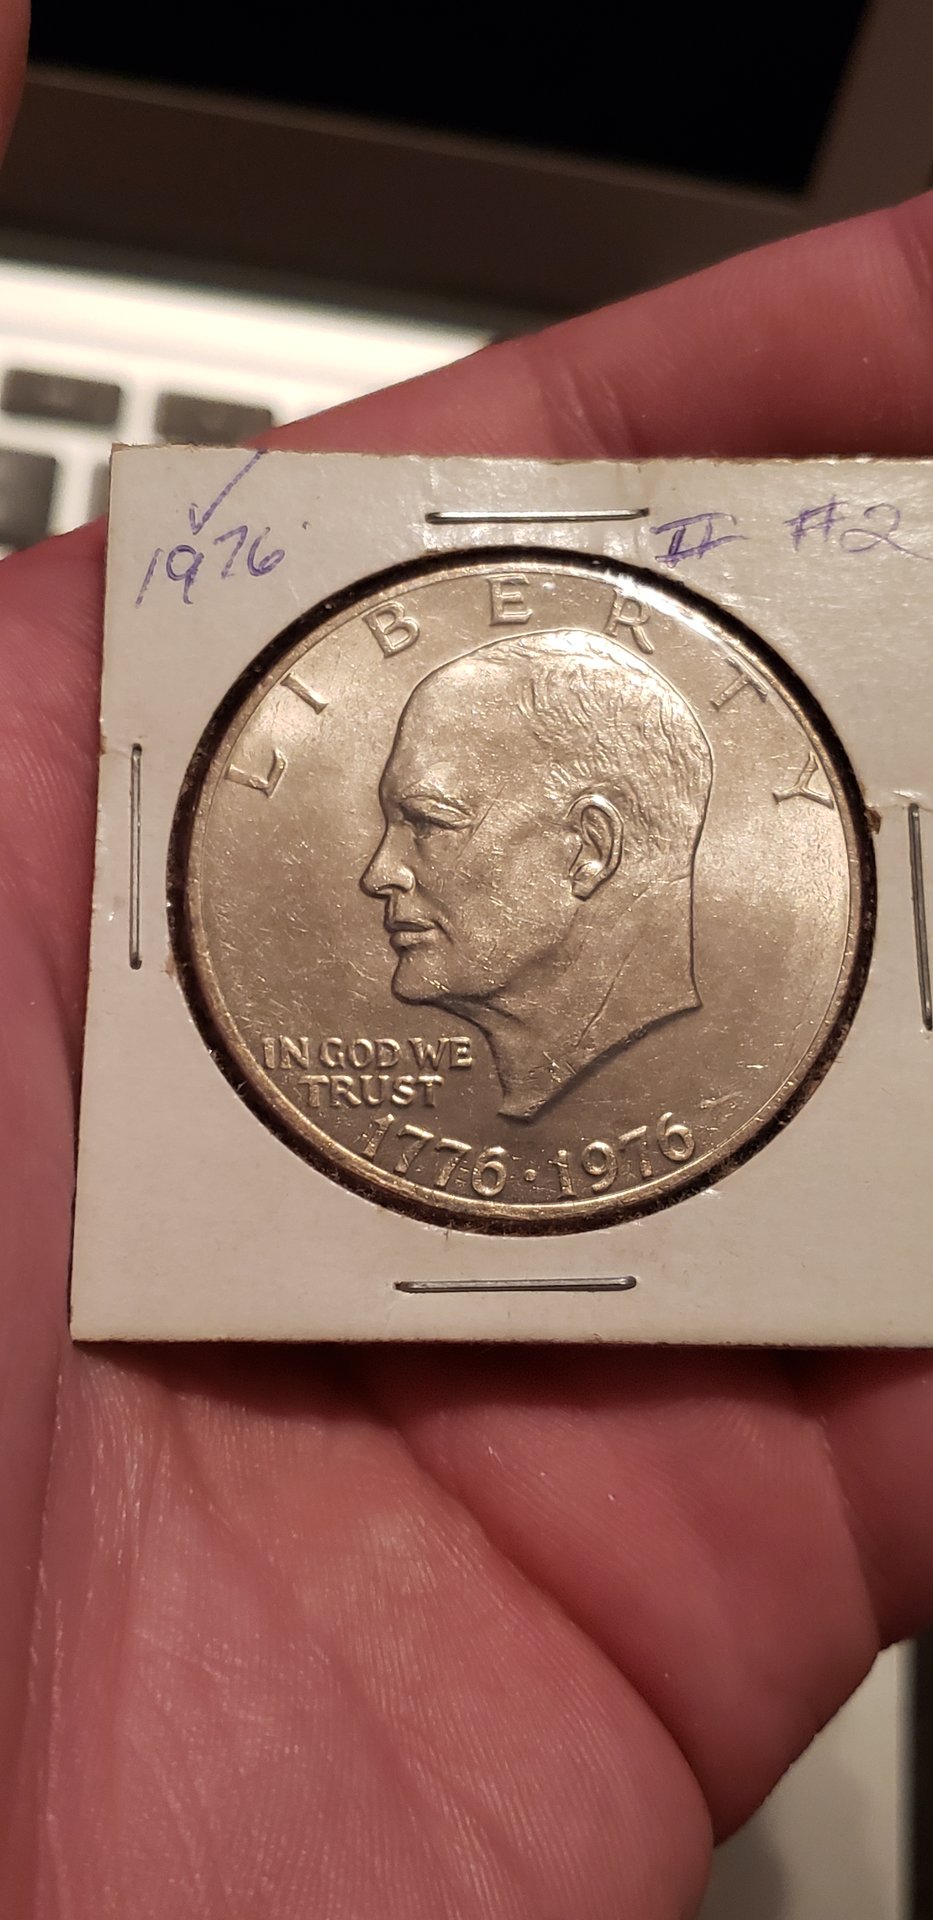 1976 II #2
LIBERTY
IN GOD WE
TRUST
1776·1976